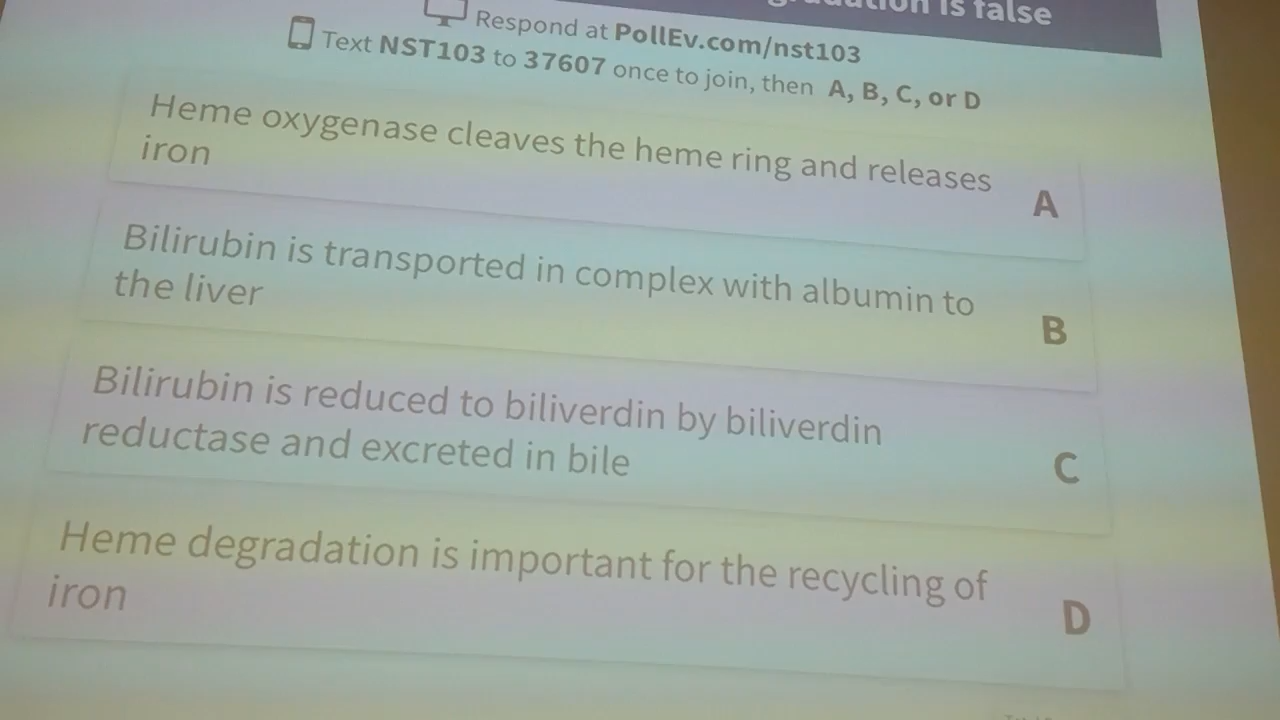 is false
Respond at PollEv.com/nst103
Text NST103 to 37607 once to join, then A, B, C, or D
Heme oxygenase cleaves the heme ring and releases
iron
A
Bilirubin is transported in complex with albumin to
the liver
B
Bilirubin is reduced to biliverdin by biliverdin
reductase and excreted in bile
C
Heme degradation is important for the recycling of
iron
D